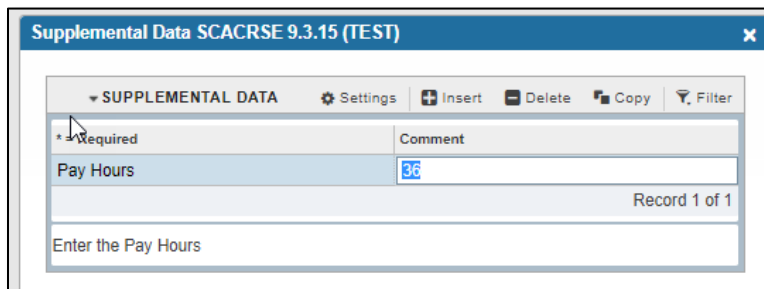 Supplemental Data SCACRSE 9.3.15 (TEST)
SUPPLEMENTAL DATA Settings Insert Delete Copy Filter
* = Required Comment
Pay Hours 36
Record 1 of 1
Enter the Pay Hours